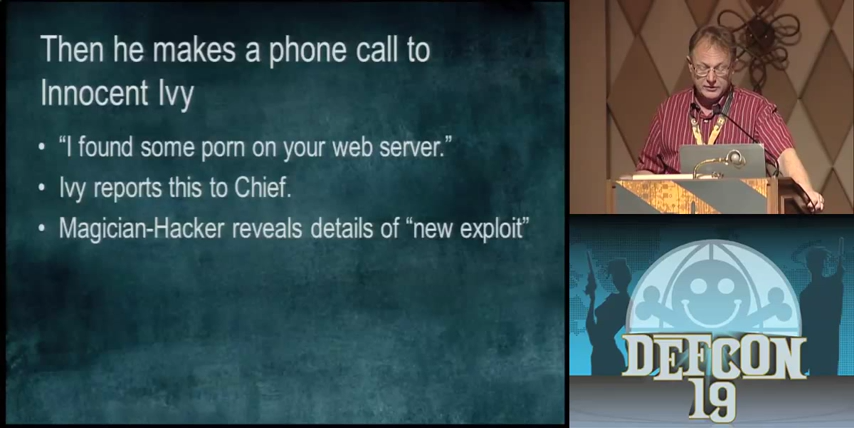 Then he makes a phone call to
Innocent Ivy
• “I found some porn on your web server.”
• Ivy reports this to Chief.
• Magician-Hacker reveals details of “new exploit”
DEFCON
19